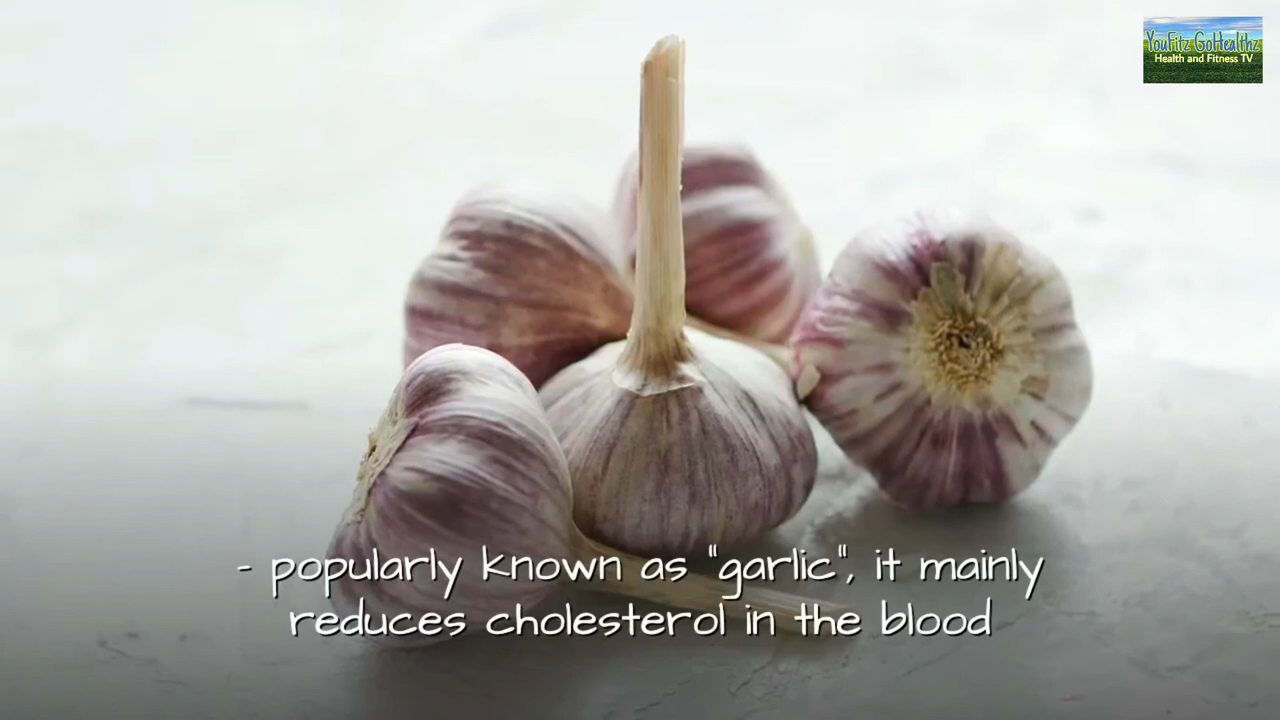 YouFitz GoHealthz
Health and Fitness TV
- popularly known as "garlic", it mainly
reduces cholesterol in the blood